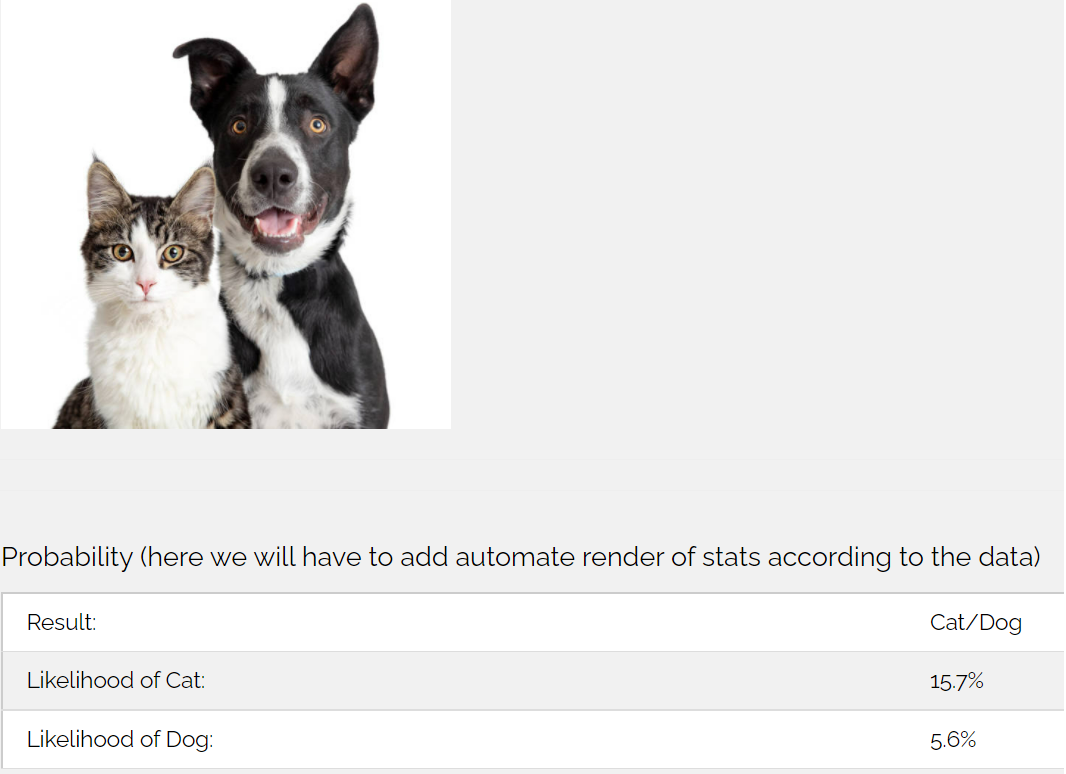 Probability (here we will have to add automate render of stats according to the data)
Result: Cat/Dog
Likelihood of Cat: 15.7%
Likelihood of Dog: 5.6%